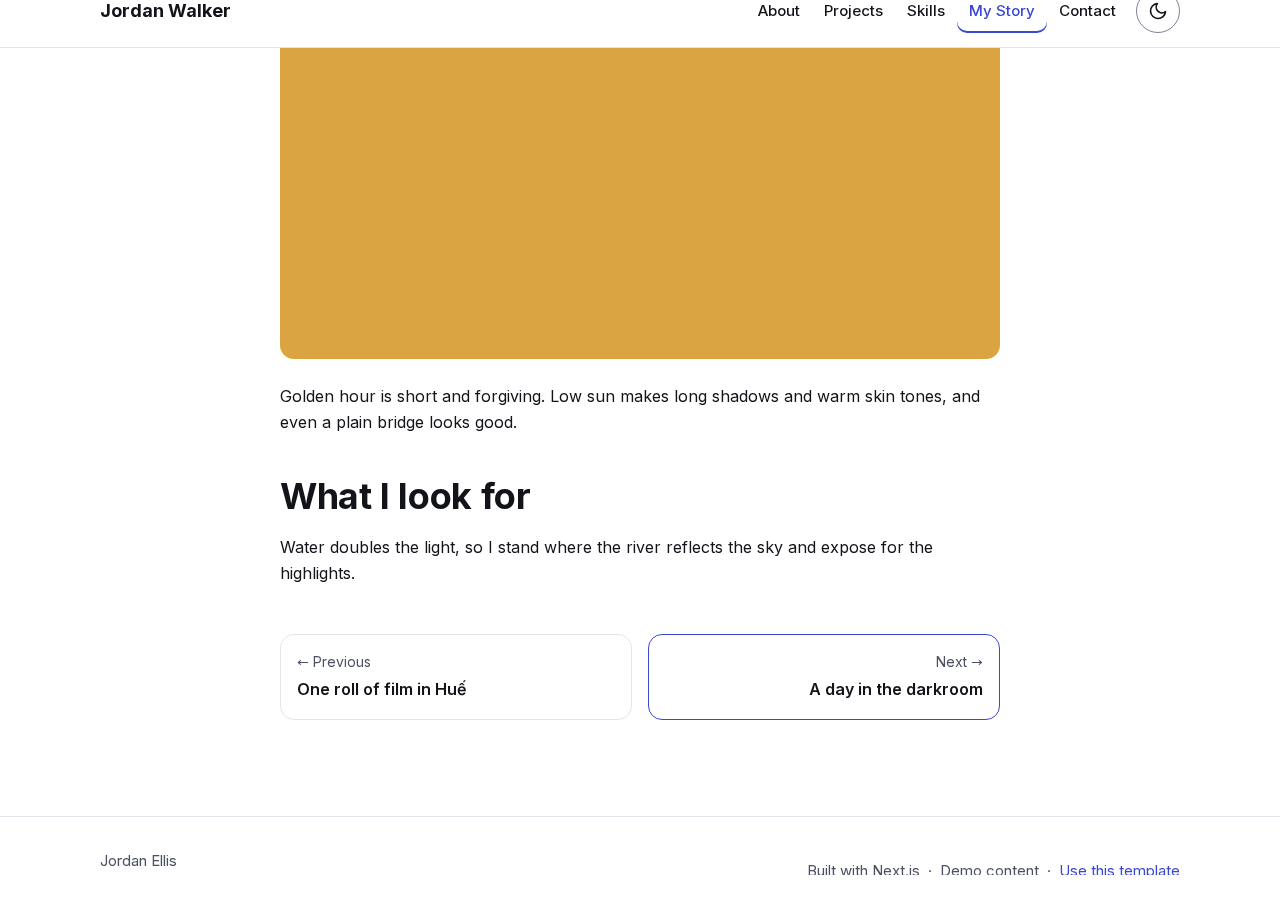 Jordan Walker
About Projects Skills My Story Contact
Golden hour is short and forgiving. Low sun makes long shadows and warm skin tones, and
even a plain bridge looks good.
What I look for
Water doubles the light, so I stand where the river reflects the sky and expose for the
highlights.
← Previous
One roll of film in Huế
Next →
A day in the darkroom
Jordan Ellis
Built with Next.js · Demo content · Use this template